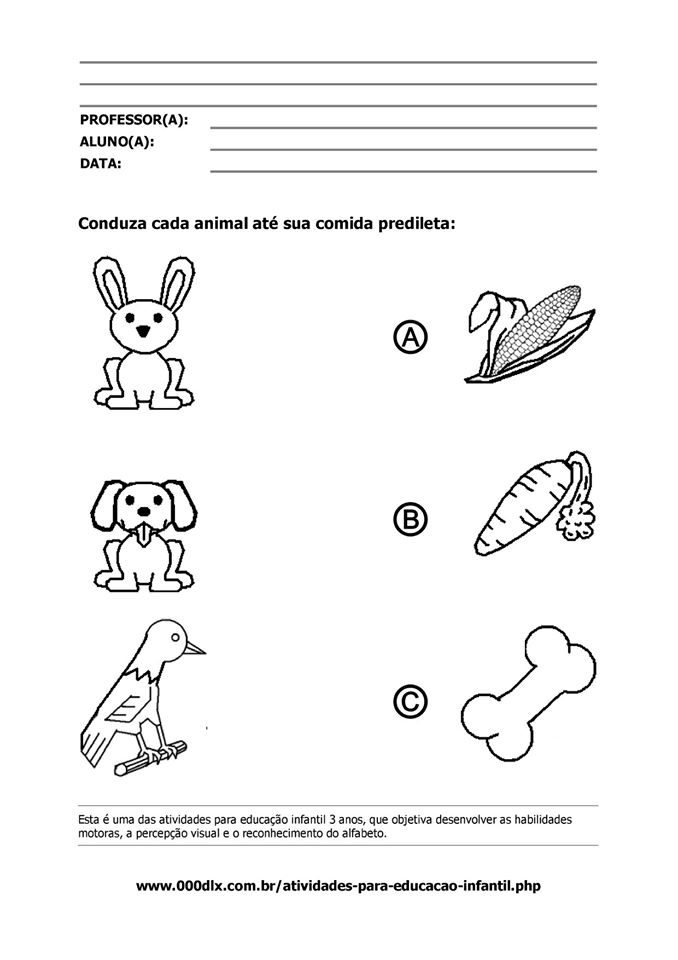 PROFESSOR(A):
ALUNO(A):
DATA:
Conduza cada animal até sua comida predileta:
A
B
C
Esta é uma das atividades para educação infantil 3 anos, que objetiva desenvolver as habilidades
motoras, a percepção visual e o reconhecimento do alfabeto.
www.000dlx.com.br/atividades-para-educacao-infantil.php